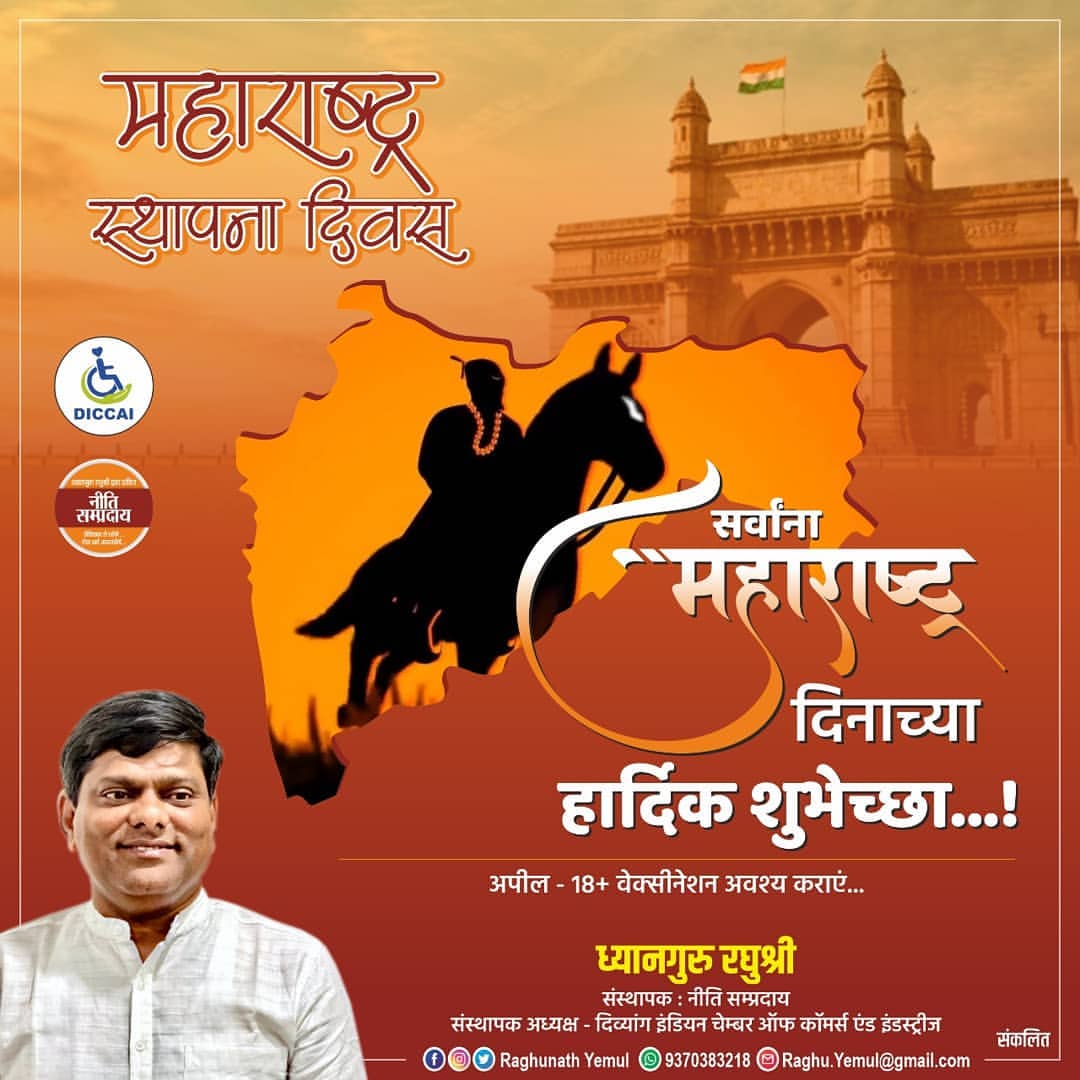 महाराष्ट्र
स्थापना दिवस
DICCAI
नीति
सम्प्रदाय
सर्वांना
महाराष्ट्र
दिनाच्या
हार्दिक शुभेच्छा...!
अपील - 18+ वेक्सीनेशन अवश्य कराएं...
ध्यानगुरु रघुश्री
संस्थापक : नीति सम्प्रदाय
संस्थापक अध्यक्ष - दिव्यांग इंडियन चेम्बर ऑफ कॉमर्स एंड इंडस्ट्रीज
Raghunath Yemul 9370383218 Raghu.Yemul@gmail.com
संकलित